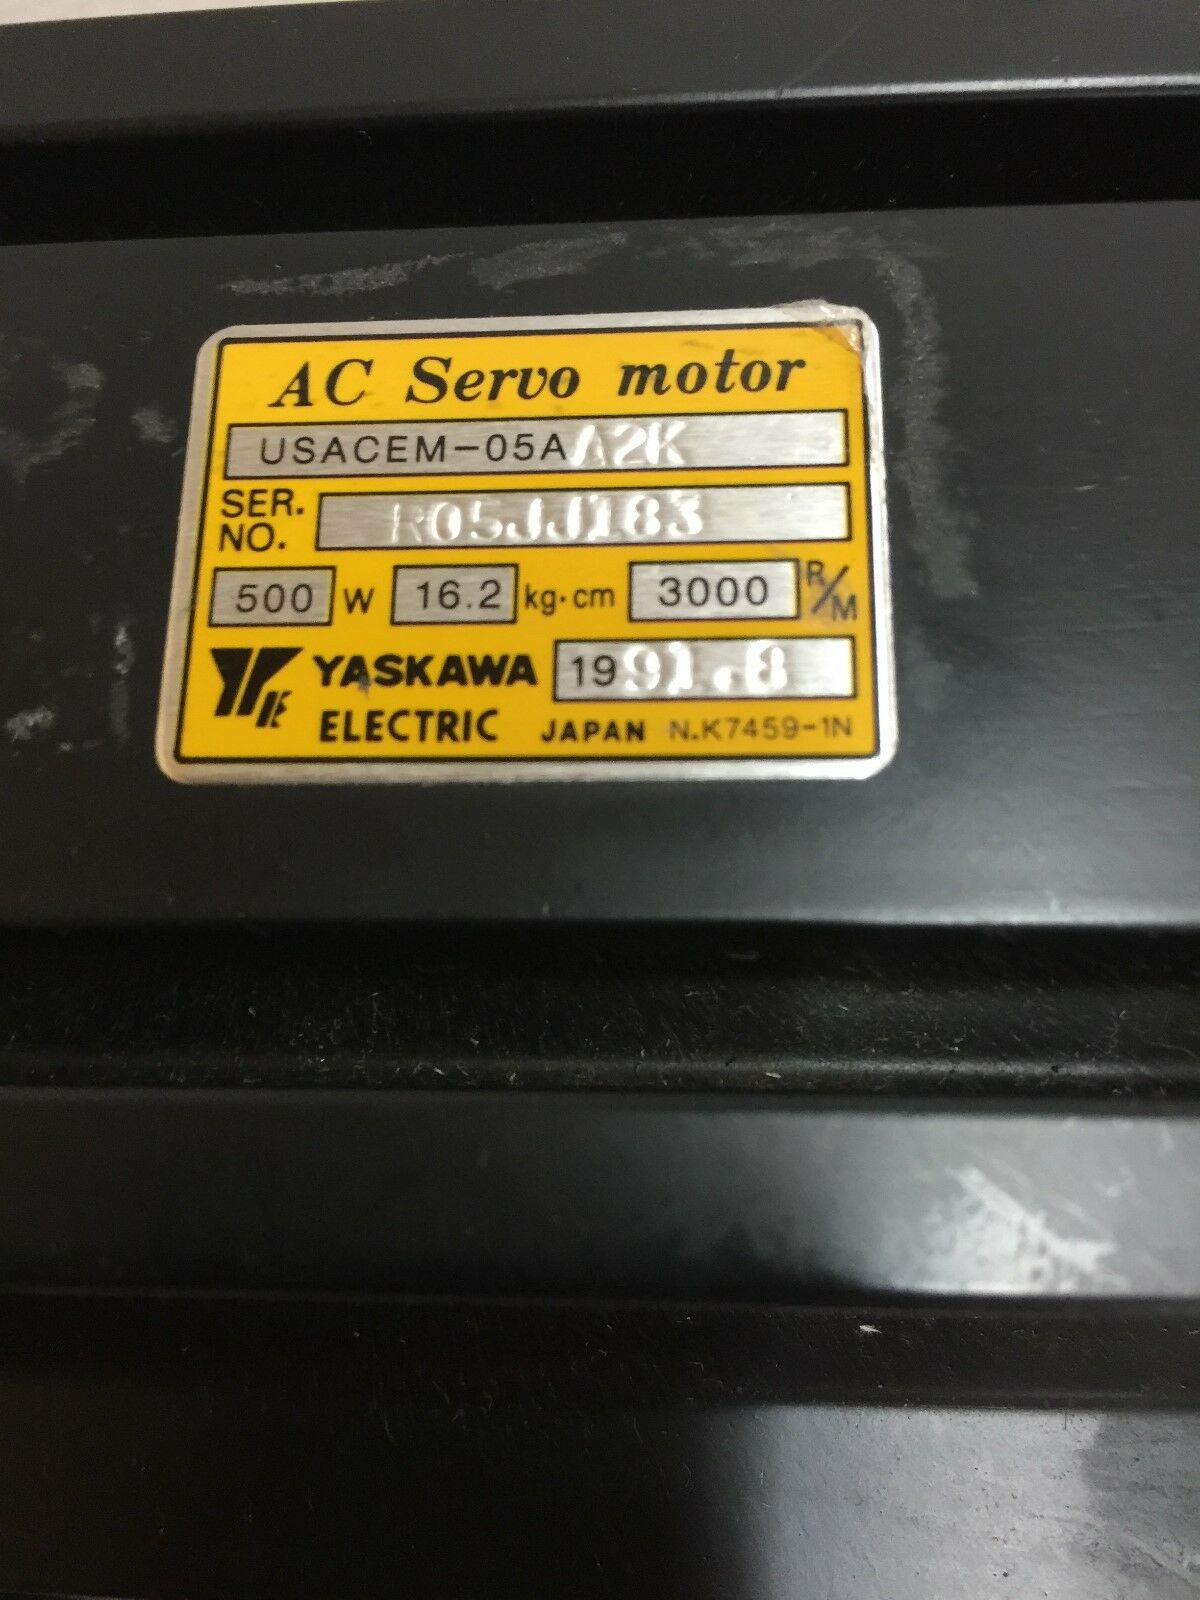 AC Servo motor
USACEM-05AA2K
SER. NO. R05JJ183
500 W 16.2 kg·cm 3000 R/M
YASKAWA 1991.8
ELECTRIC JAPAN N.K7459-1N